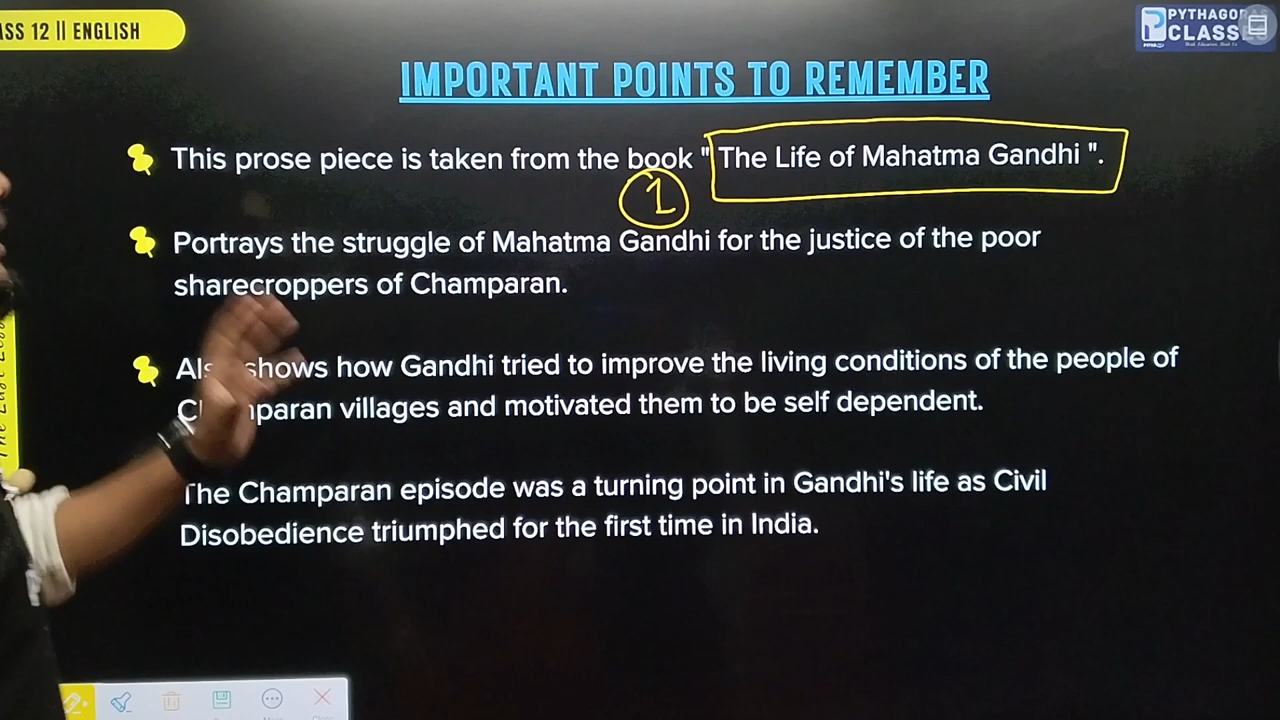 ASS 12 || ENGLISH
PYTHAGORAS
CLASSES
IMPORTANT POINTS TO REMEMBER
This prose piece is taken from the book " The Life of Mahatma Gandhi ".
1
Portrays the struggle of Mahatma Gandhi for the justice of the poor
sharecroppers of Champaran.
shows how Gandhi tried to improve the living conditions of the people of
villages and motivated them to be self dependent.
The Champaran episode was a turning point in Gandhi's life as Civil
Disobedience triumphed for the first time in India.